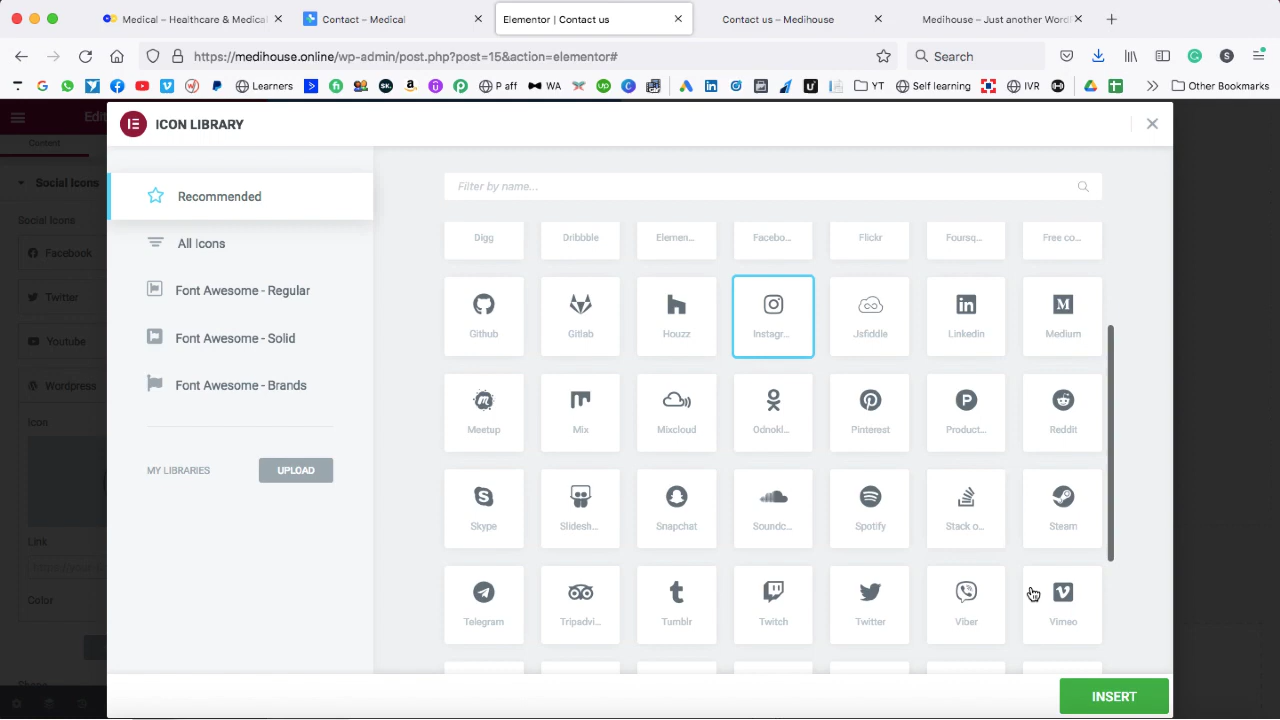 Medical – Healthcare & Medical
Contact – Medical
Elementor | Contact us
Contact us – Medihouse
Medihouse – Just another Word
https://medihouse.online/wp-admin/post.php?post=15&action=elementor#
Search
Learners
P aff
WA
YT
Self learning
IVR
Other Bookmarks
Edi
ICON LIBRARY
Content
Social Icons
Recommended
Filter by name...
Social Icons
All Icons
Digg
Dribbble
Elemen...
Facebo...
Flickr
Foursq...
Free co...
Facebook
Font Awesome - Regular
Twitter
Github
Gitlab
Houzz
Instagr...
Jsfiddle
Linkedin
Medium
Youtube
Font Awesome - Solid
Wordpress
Font Awesome - Brands
Icon
Meetup
Mix
Mixcloud
Odnokl...
Pinterest
Product...
Reddit
MY LIBRARIES
UPLOAD
Skype
Slidesh...
Snapchat
Soundc...
Spotify
Stack o...
Steam
Link
Color
Telegram
Tripadvi...
Tumblr
Twitch
Twitter
Viber
Vimeo
Shape
INSERT